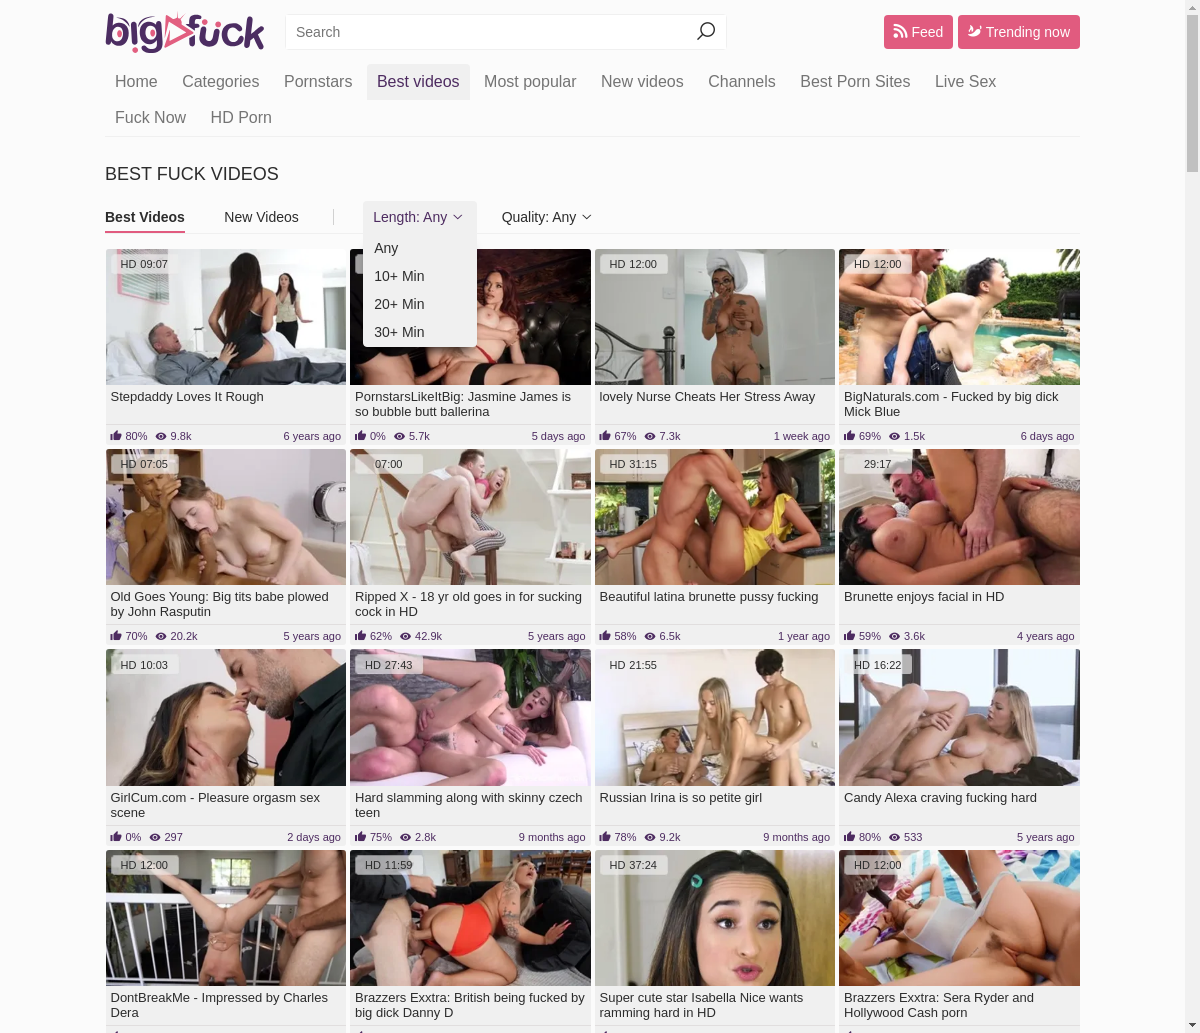 bigfuck
Search
Feed
Trending now
Home Categories Pornstars Best videos Most popular New videos Channels Best Porn Sites Live Sex
Fuck Now HD Porn
BEST FUCK VIDEOS
Best Videos New Videos Length: Any Quality: Any
Any
10+ Min
20+ Min
30+ Min
HD 09:07
Stepdaddy Loves It Rough
80% 9.8k 6 years ago
PornstarsLikeItBig: Jasmine James is
so bubble butt ballerina
0% 5.7k 5 days ago
HD 12:00
lovely Nurse Cheats Her Stress Away
67% 7.3k 1 week ago
HD 12:00
BigNaturals.com - Fucked by big dick
Mick Blue
69% 1.5k 6 days ago
HD 07:05
Old Goes Young: Big tits babe plowed
by John Rasputin
70% 20.2k 5 years ago
07:00
Ripped X - 18 yr old goes in for sucking
cock in HD
62% 42.9k 5 years ago
HD 31:15
Beautiful latina brunette pussy fucking
58% 6.5k 1 year ago
29:17
Brunette enjoys facial in HD
59% 3.6k 4 years ago
HD 10:03
GirlCum.com - Pleasure orgasm sex
scene
0% 297 2 days ago
HD 27:43
Hard slamming along with skinny czech
teen
75% 2.8k 9 months ago
HD 21:55
Russian Irina is so petite girl
78% 9.2k 9 months ago
HD 16:22
Candy Alexa craving fucking hard
80% 533 5 years ago
HD 12:00
DontBreakMe - Impressed by Charles
Dera
HD 11:59
Brazzers Exxtra: British being fucked by
big dick Danny D
HD 37:24
Super cute star Isabella Nice wants
ramming hard in HD
HD 12:00
Brazzers Exxtra: Sera Ryder and
Hollywood Cash porn